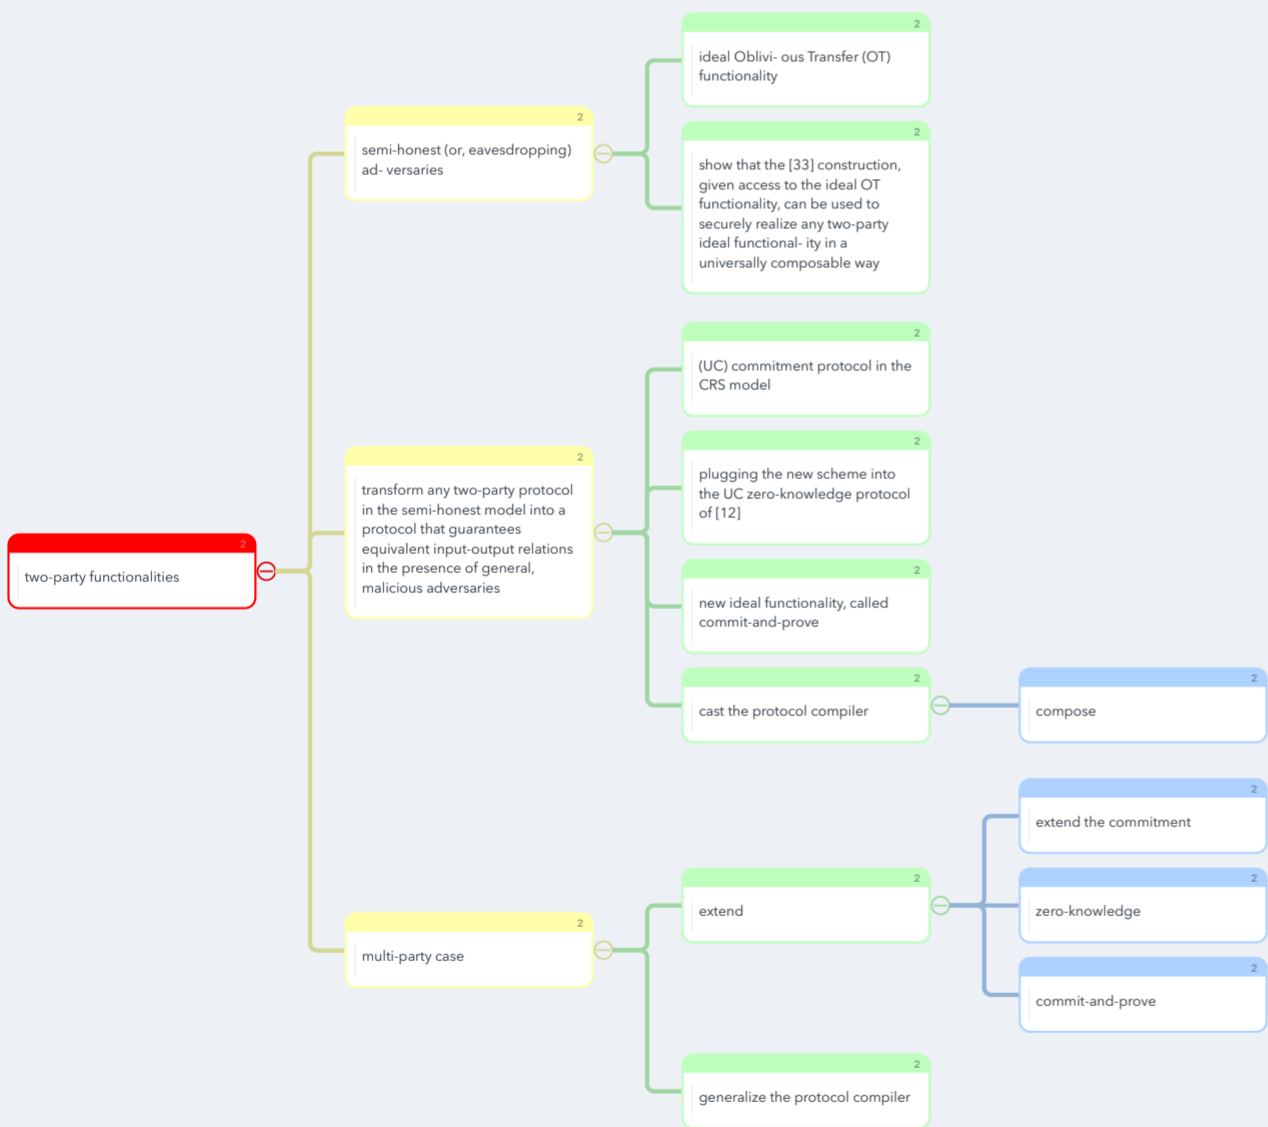 2
ideal Oblivi- ous Transfer (OT)
functionality
2
semi-honest (or, eavesdropping)
ad- versaries
2
show that the [33] construction,
given access to the ideal OT
functionality, can be used to
securely realize any two-party
ideal functional- ity in a
universally composable way
2
(UC) commitment protocol in the
CRS model
2
plugging the new scheme into
the UC zero-knowledge protocol
of [12]
2
transform any two-party protocol
in the semi-honest model into a
protocol that guarantees
equivalent input-output relations
in the presence of general,
malicious adversaries
2
two-party functionalities
2
new ideal functionality, called
commit-and-prove
2
cast the protocol compiler
2
compose
2
extend the commitment
2
extend
2
zero-knowledge
2
multi-party case
2
commit-and-prove
2
generalize the protocol compiler